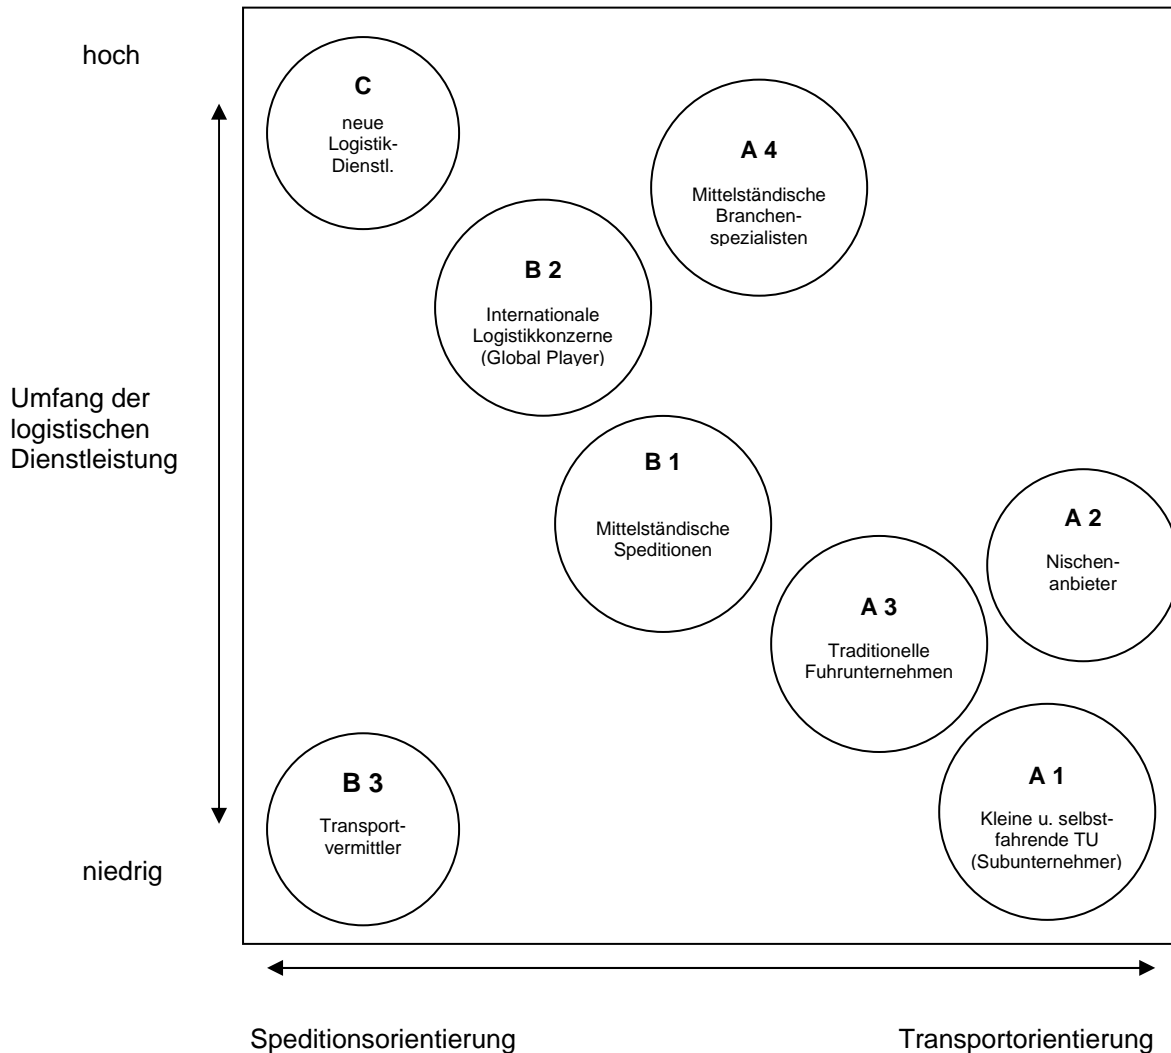 hoch
C
neue
Logistik-
Dienstl.
A 4
Mittelständische
Branchen-
spezialisten
B 2
Internationale
Logistikkonzerne
(Global Player)
Umfang der
logistischen
Dienstleistung
B 1
Mittelständische
Speditionen
A 2
Nischen-
anbieter
A 3
Traditionelle
Fuhrunternehmen
B 3
Transport-
vermittler
A 1
Kleine u. selbst-
fahrende TU
(Subunternehmer)
niedrig
Speditionsorientierung
Transportorientierung